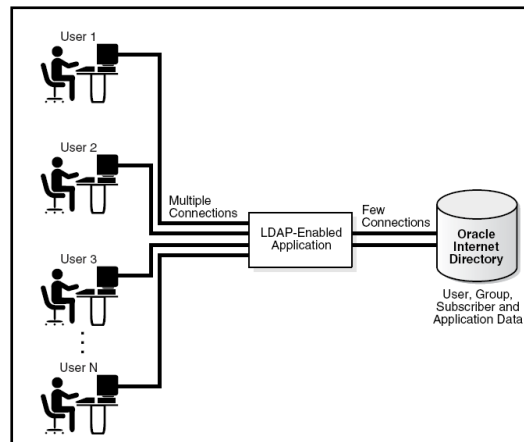 User 1
User 2
Multiple
Connections
LDAP-Enabled
Application
Few
Connections
Oracle
Internet
Directory
User, Group,
Subscriber and
Application Data
User 3
User N